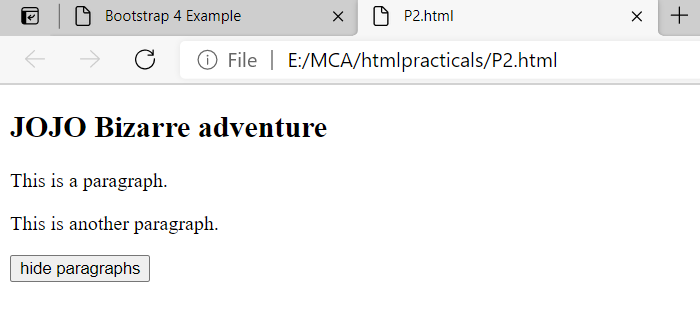 Bootstrap 4 Example P2.html
File | E:/MCA/htmlpracticals/P2.html
JOJO Bizarre adventure
This is a paragraph.
This is another paragraph.
hide paragraphs